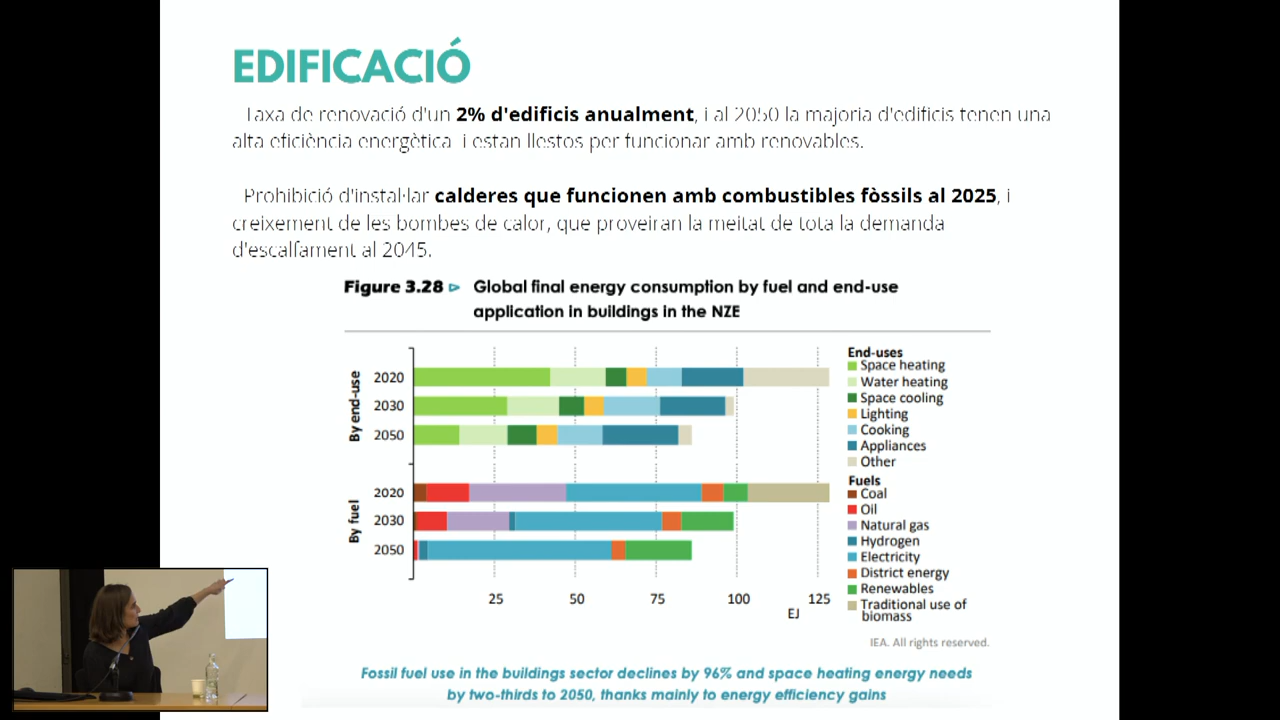 EDIFICACIÓ
Taxa de renovació d'un 2% d'edificis anualment, i al 2050 la majoria d'edificis tenen una
alta eficiència energètica i estan llestos per funcionar amb renovables.
Prohibició d'instal·lar calderes que funcionen amb combustibles fòssils al 2025, i
creixement de les bombes de calor, que proveiran la meitat de tota la demanda
d'escalfament al 2045.
Figure 3.28 ▷ Global final energy consumption by fuel and end-use
application in buildings in the NZE
By end-use
2020
2030
2050
By fuel
2020
2030
2050
25 50 75 100 125
EJ
End-uses
Space heating
Water heating
Space cooling
Lighting
Cooking
Appliances
Other
Fuels
Coal
Oil
Natural gas
Hydrogen
Electricity
District energy
Renewables
Traditional use of
biomass
IEA. All rights reserved.
Fossil fuel use in the buildings sector declines by 96% and space heating energy needs
by two-thirds to 2050, thanks mainly to energy efficiency gains